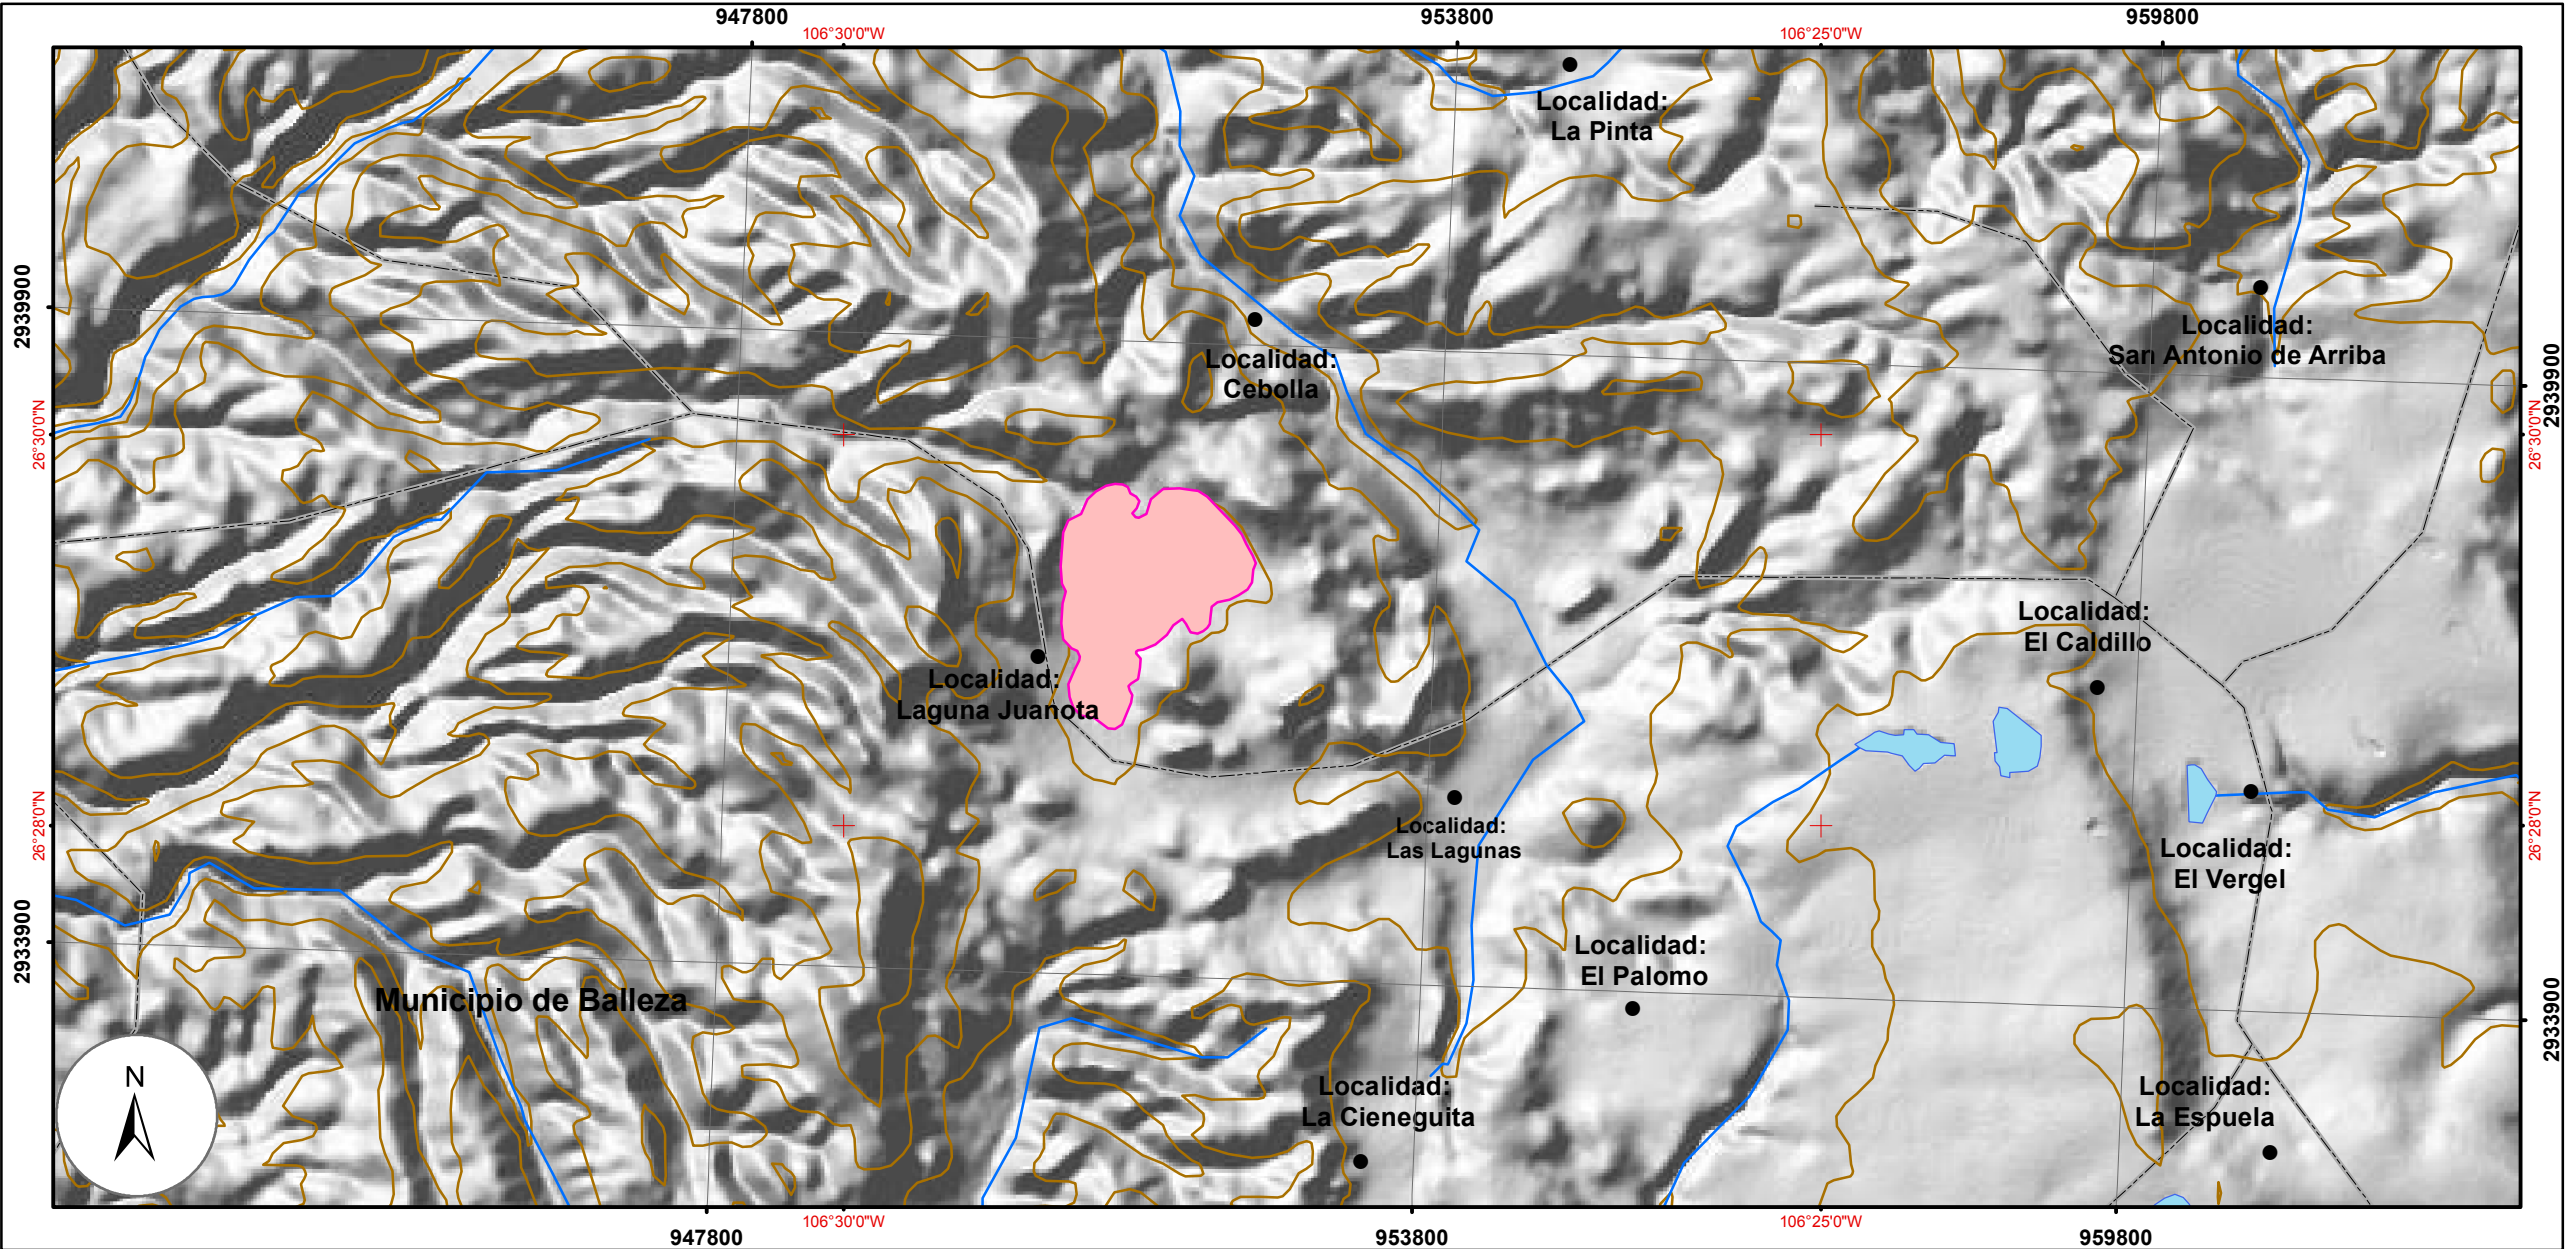 947800
953800
959800
106°30'0"W
106°25'0"W
Localidad:
La Pinta
2939900
Localidad:
San Antonio de Arriba
Localidad:
Cebolla
2939900
26°30'0"N
26°30'0"N
Localidad:
El Caldillo
Localidad:
Laguna Juanota
26°28'0"N
Localidad:
Las Lagunas
26°28'0"N
Localidad:
El Vergel
2933900
Localidad:
El Palomo
Municipio de Balleza
2933900
N
Localidad:
La Cieneguita
Localidad:
La Espuela
106°30'0"W
106°25'0"W
947800
953800
959800